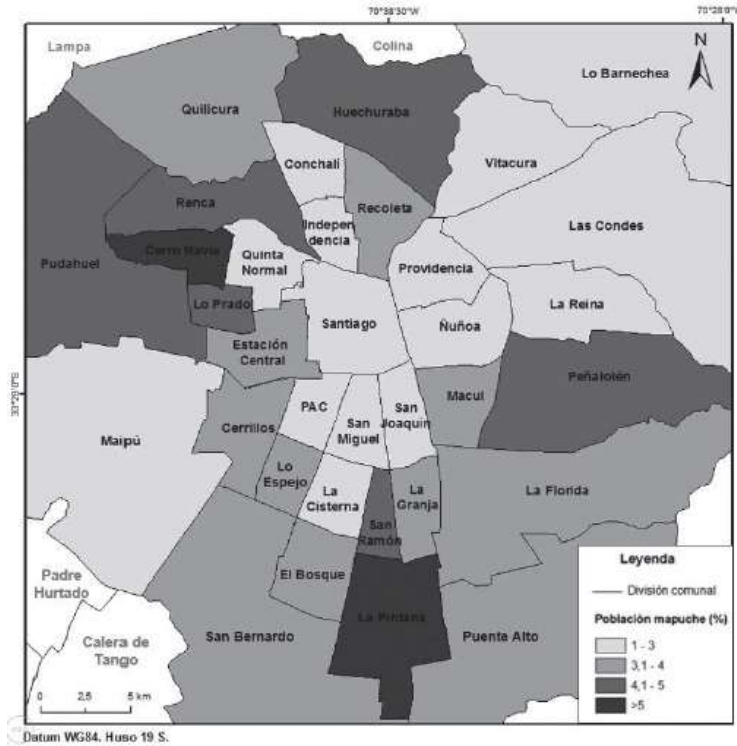 70°38'30"W
Lampa
Colina
N
Lo Barnechea
Quilicura
Huechuraba
Conchalí
Vitacura
Renca
Recoleta
Indepen
dencia
Las Condes
Cerro Navia
Quinta
Normal
Pudahuel
Providencia
Lo Prado
La Reina
Santiago
Ñuñoa
Estación
Central
Peñalolén
Macul
PAC
San
Joaquín
San
Miguel
Cerrillos
Maipú
Lo
Espejo
La
Granja
La Florida
La
Cisterna
San
Ramón
El Bosque
Padre
Hurtado
La Pintana
San Bernardo
Puente Alto
Calera de
Tango
Leyenda
División comunal
Población mapuche (%)
1 - 3
3,1 - 4
4,1 - 5
>5
0 2,5 5 km
Datum WG84. Huso 19 S.